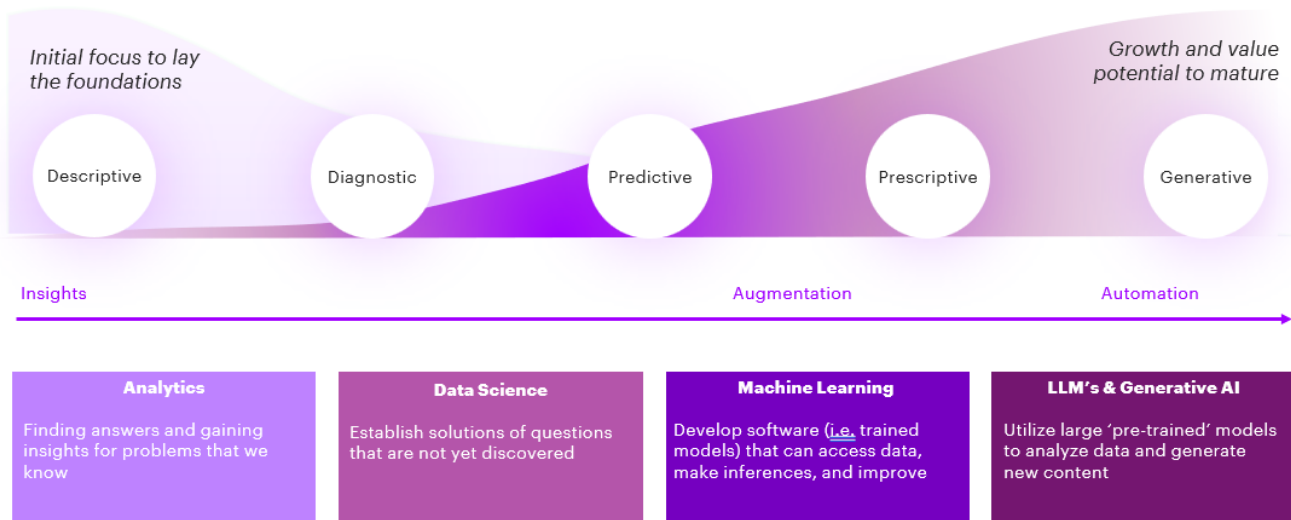 Initial focus to lay
the foundations
Growth and value
potential to mature
Descriptive
Diagnostic
Predictive
Prescriptive
Generative
Insights
Augmentation
Automation
Analytics
Finding answers and gaining
insights for problems that we
know
Data Science
Establish solutions of questions
that are not yet discovered
Machine Learning
Develop software (i.e. trained
models) that can access data,
make inferences, and improve
LLM's & Generative AI
Utilize large ‘pre-trained’ models
to analyze data and generate
new content